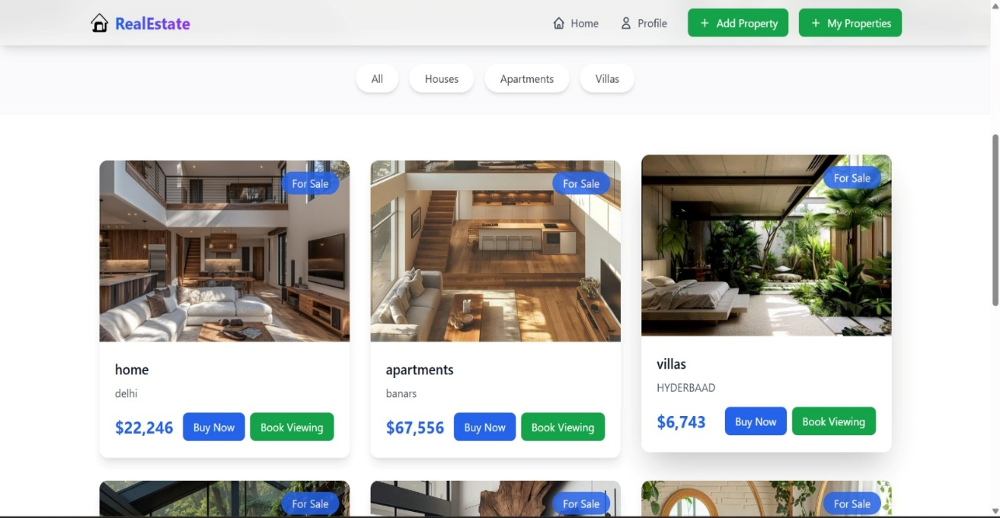 RealEstate
Home Profile + Add Property + My Properties
All Houses Apartments Villas
For Sale For Sale For Sale
home apartments villas
delhi banars HYDERBAAD
$22,246 Buy Now Book Viewing $67,556 Buy Now Book Viewing $6,743 Buy Now Book Viewing
For Sale For Sale For Sale